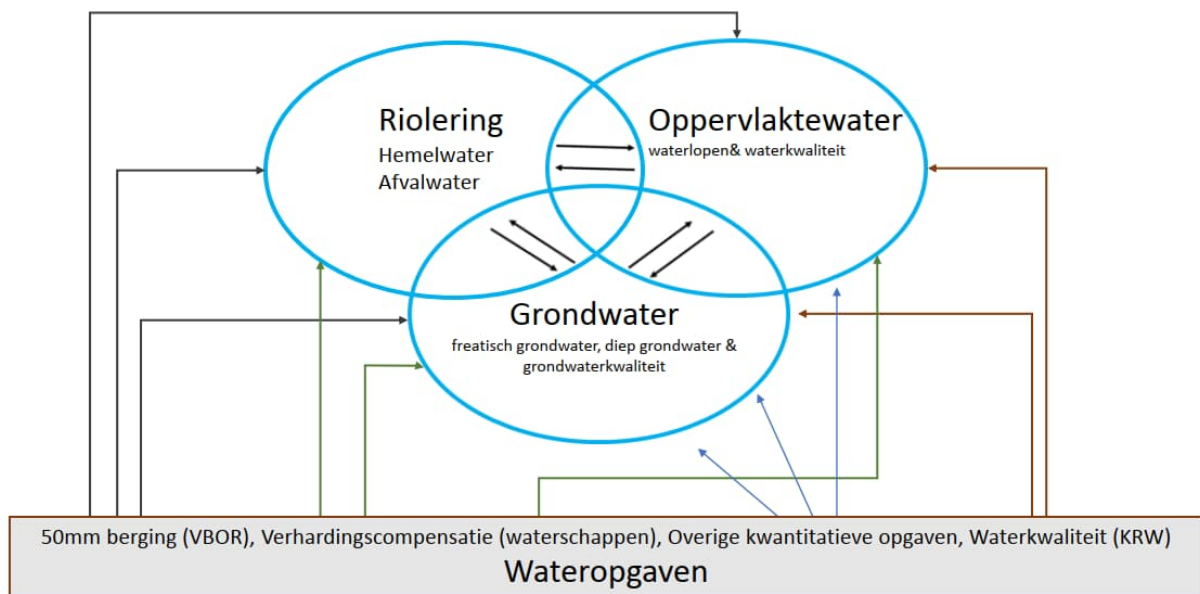 Riolering
Hemelwater
Afvalwater
Oppervlaktewater
waterlopen& waterkwaliteit
Grondwater
freatisch grondwater, diep grondwater &
grondwaterkwaliteit
50mm berging (VBOR), Verhardingscompensatie (waterschappen), Overige kwantitatieve opgaven, Waterkwaliteit (KRW)
Wateropgaven